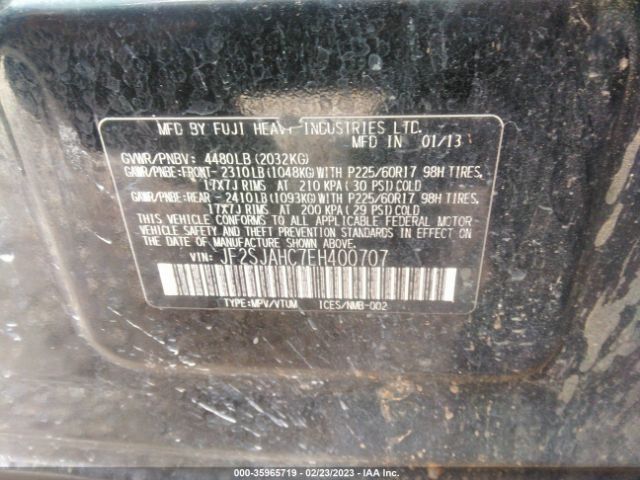 MFD BY FUJI HEAVY INDUSTRIES LTD.
MFD IN 01/13
GVWR/PNBV: 4480LB(2032KG)
GAWR/PNBE:FRONT- 2310LB(1048KG)WITH P225/60R17 98H TIRES,
17X7J RIMS AT 210 KPA(30 PSI)COLD
GAWR/PNBE:REAR - 2410LB(1093KG)WITH P225/60R17 98H TIRES,
17X7J RIMS AT 200 KPA(29 PSI)COLD
THIS VEHICLE CONFORMS TO ALL APPLICABLE FEDERAL MOTOR
VEHICLE SAFETY, BUMPER, AND THEFT PREVENTION STANDARDS IN EFFECT
ON THE DATE OF MANUFACTURE SHOWN ABOVE.
VIN: JF2SJAHC7EH400707
TYPE:MPV/VTUM ICES/NMB-002
000-35965719 - 02/23/2023 - IAA Inc.